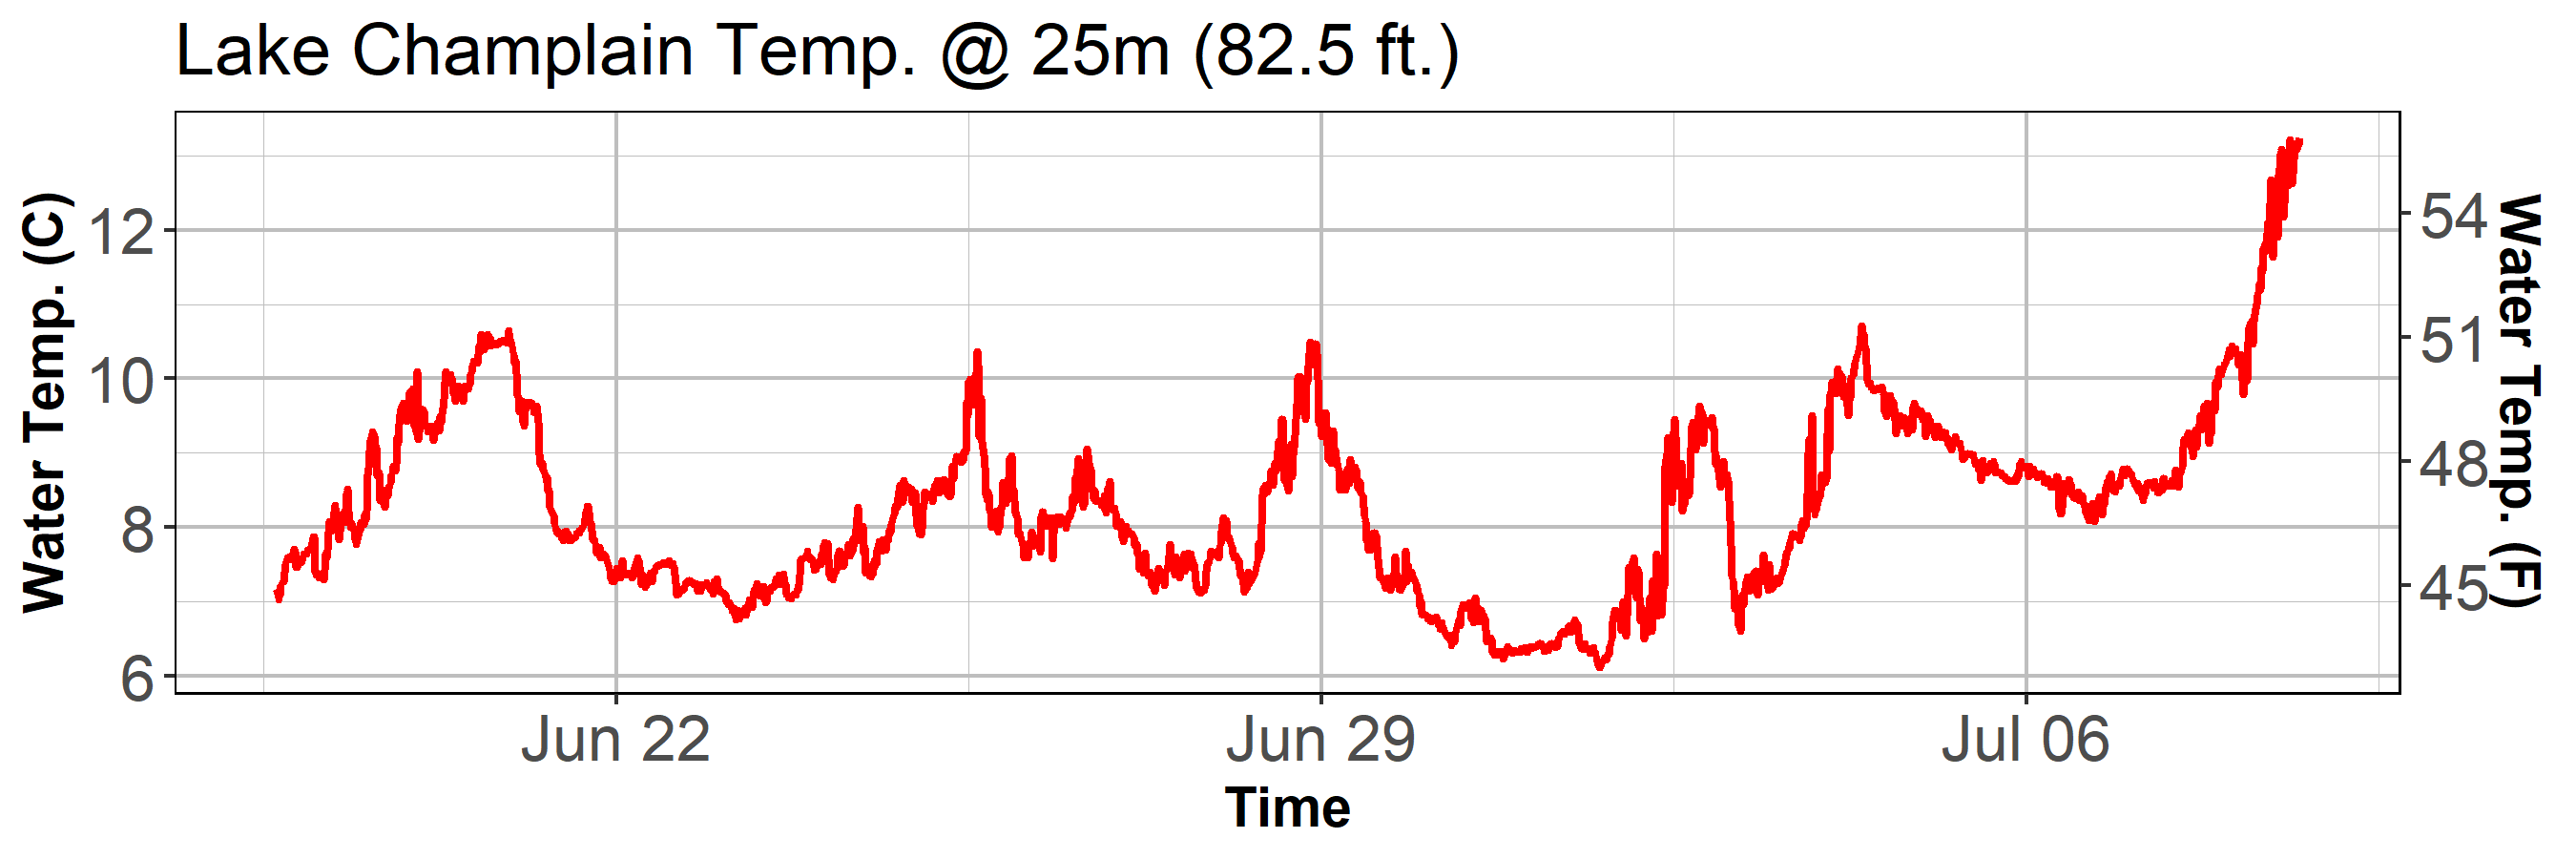 Lake Champlain Temp. @ 25m (82.5 ft.)
Water Temp. (C)
12
10
8
6
54
51
48
45
Water Temp. (F)
Jun 22
Jun 29
Jul 06
Time